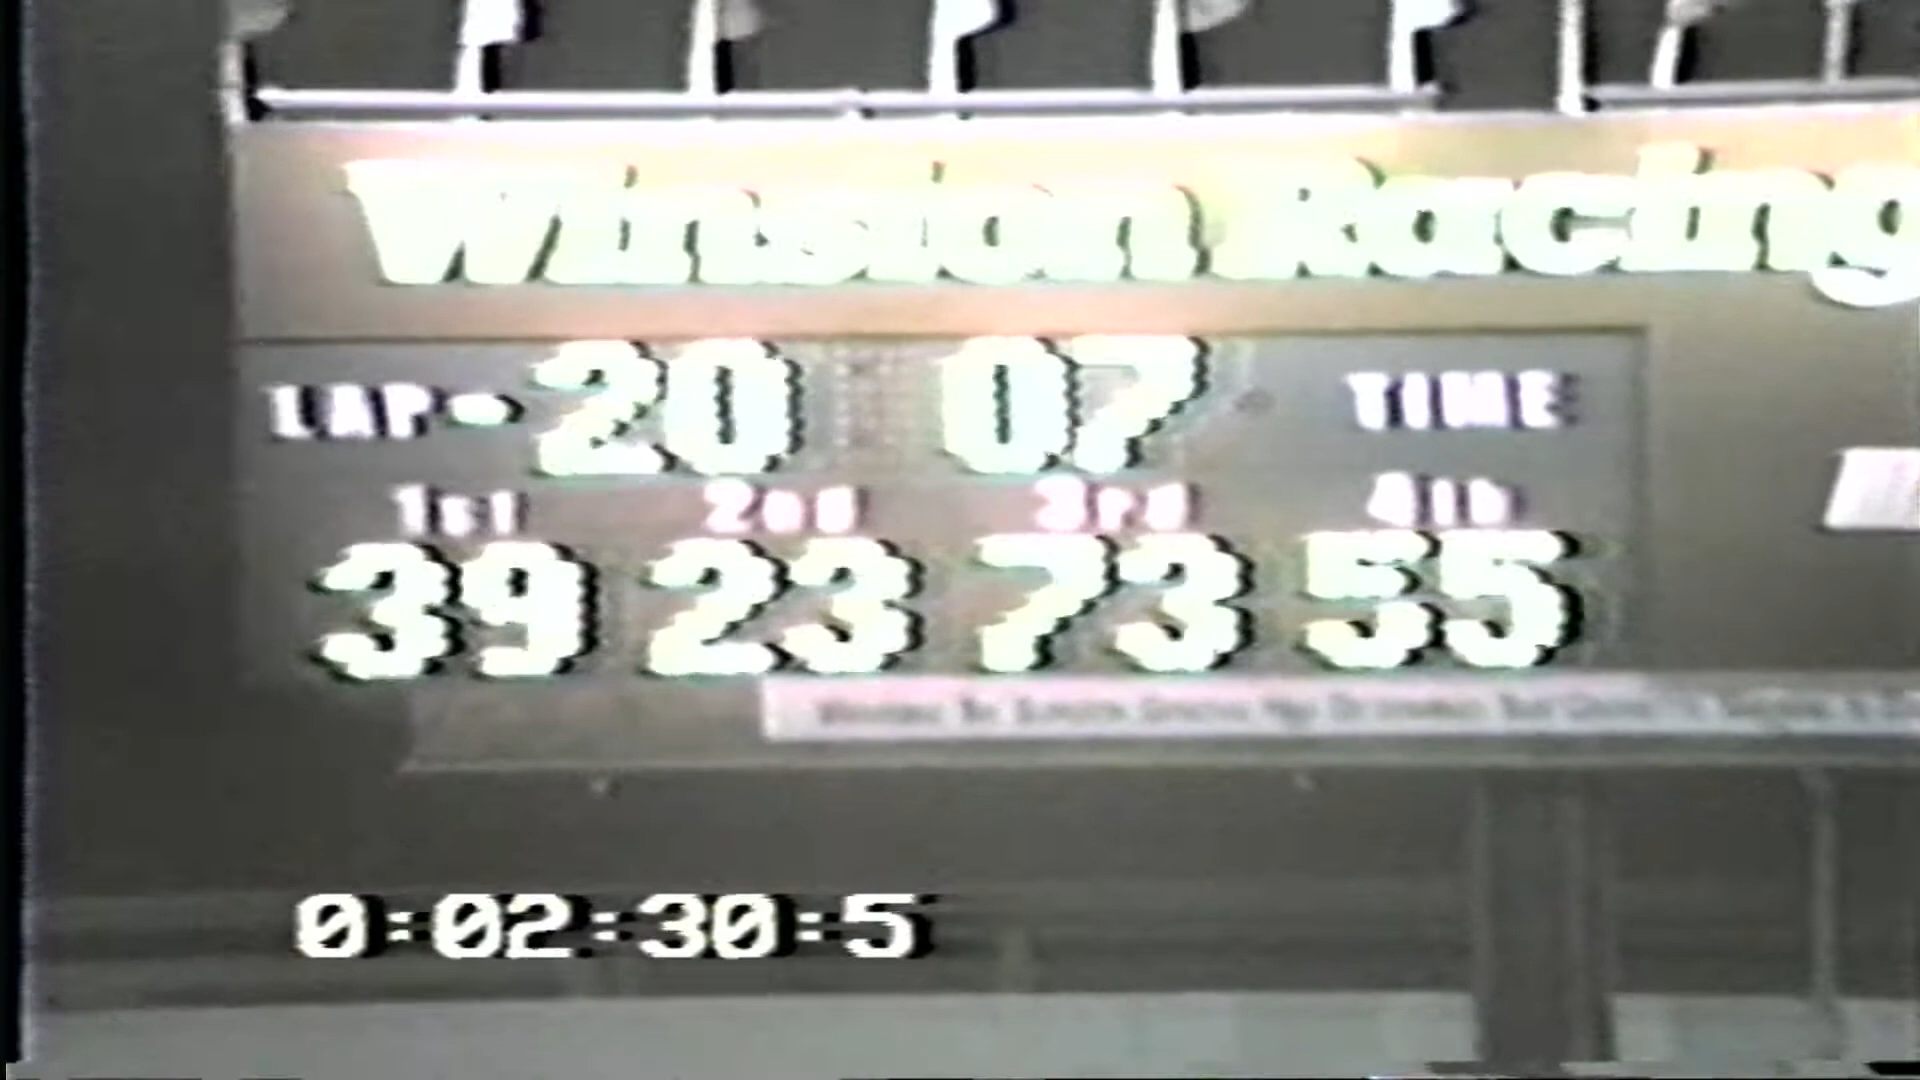 Winston Racing
LAP- 20 07 TIME
1st 2nd 3rd 4th
39 23 73 55
0:02:30:5